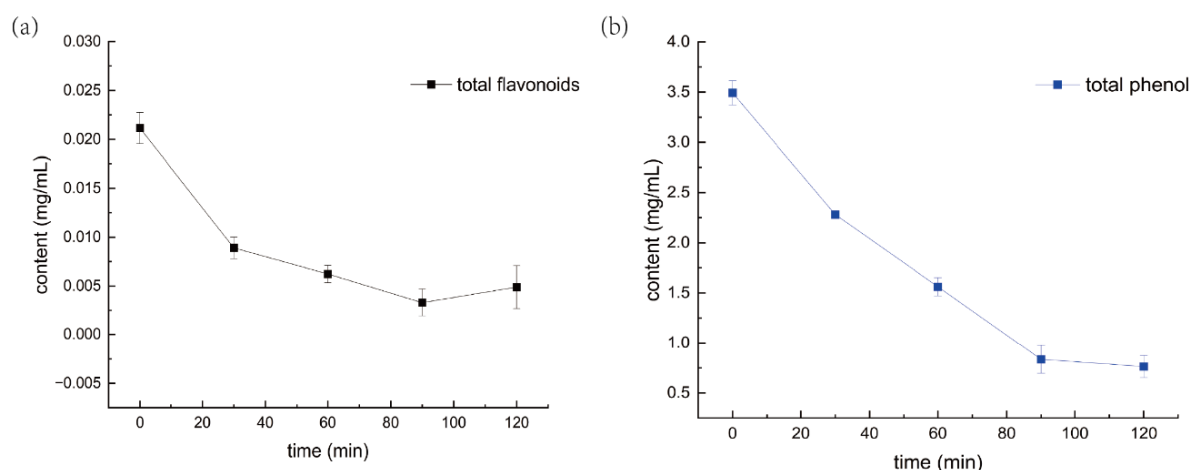 (a)
0.030
0.025
0.020
0.015
0.010
0.005
0.000
−0.005
content (mg/mL)
total flavonoids
0 20 40 60 80 100 120
time (min)
(b)
4.0
3.5
3.0
2.5
2.0
1.5
1.0
0.5
content (mg/mL)
total phenol
0 20 40 60 80 100 120
time (min)